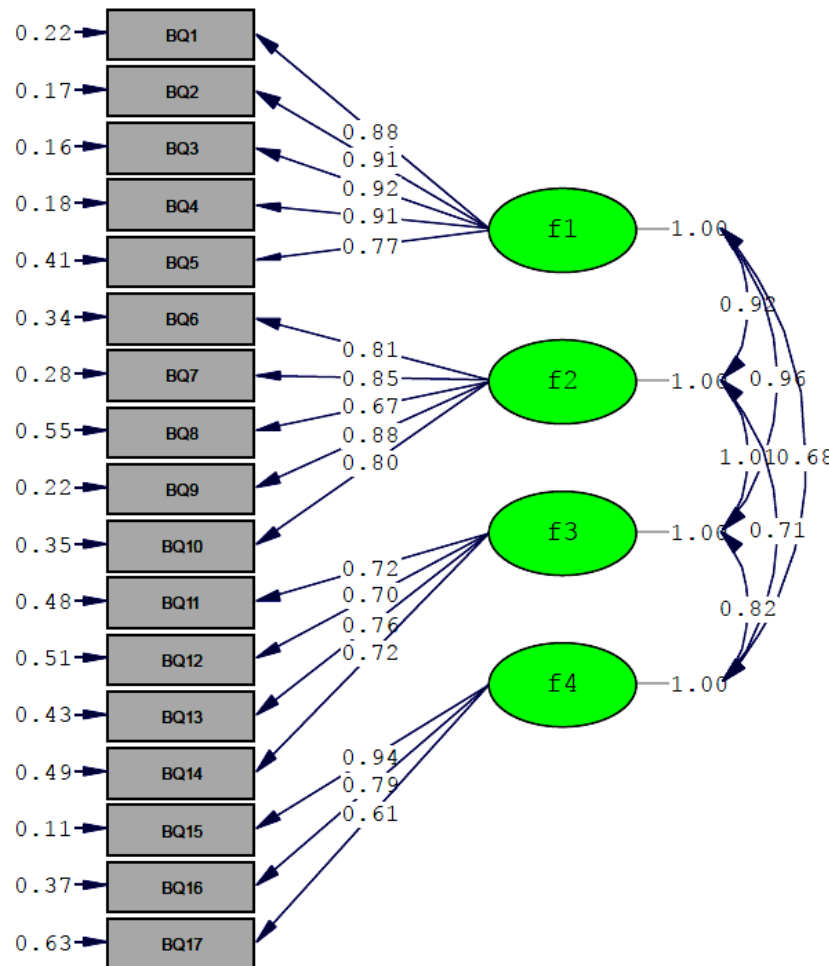 0.22 BQ1
0.17 BQ2
0.88
0.16 BQ3
0.91
0.92
0.18 BQ4
0.91
f1 1.00
0.41 BQ5
0.77
0.34 BQ6
0.92
0.81
0.28 BQ7
0.85
f2 1.00 0.96
0.67
0.55 BQ8
0.88
0.80 1.01 0.68
0.22 BQ9
0.35 BQ10
f3 1.00 0.71
0.72
0.48 BQ11
0.70
0.76 0.82
0.51 BQ12
0.72
f4 1.00
0.43 BQ13
0.94
0.49 BQ14
0.79
0.61
0.11 BQ15
0.37 BQ16
0.63 BQ17